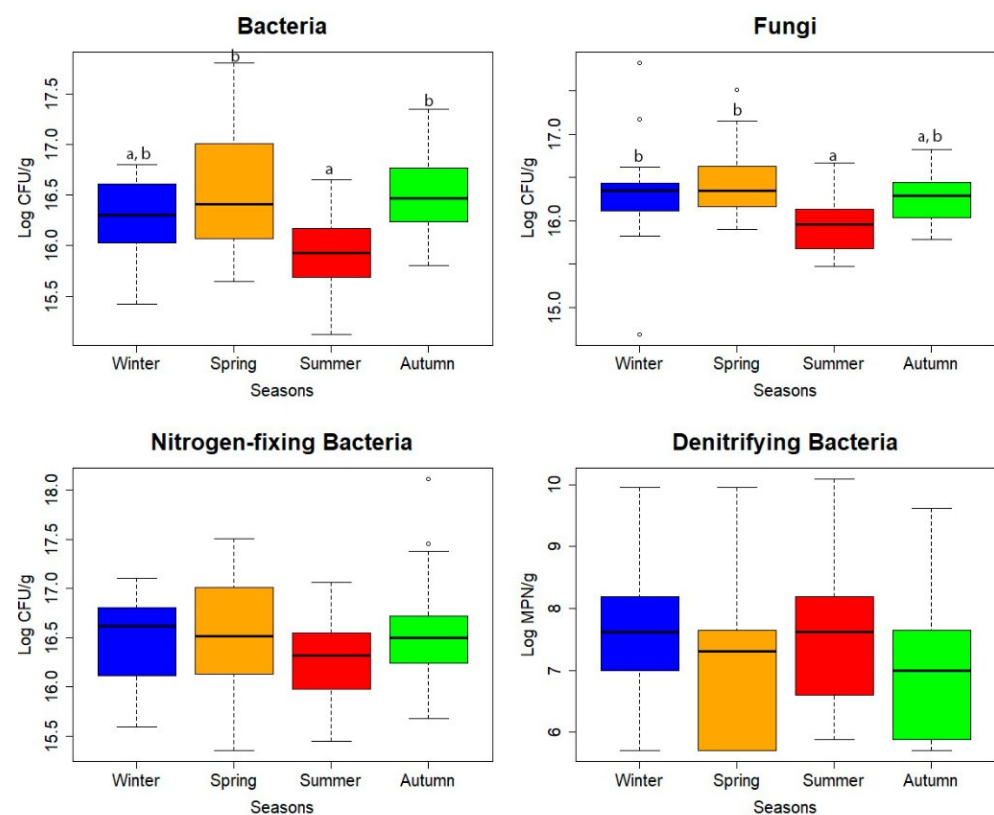 Bacteria
Log CFU/g
15.5 16.0 16.5 17.0 17.5
a, b
b
a
b
Winter Spring Summer Autumn
Seasons
Fungi
Log CFU/g
15.0 16.0 17.0
b
b
a
a, b
Winter Spring Summer Autumn
Seasons
Nitrogen-fixing Bacteria
Log CFU/g
15.5 16.0 16.5 17.0 17.5 18.0
Winter Spring Summer Autumn
Seasons
Denitrifying Bacteria
Log MPN/g
6 7 8 9 10
Winter Spring Summer Autumn
Seasons